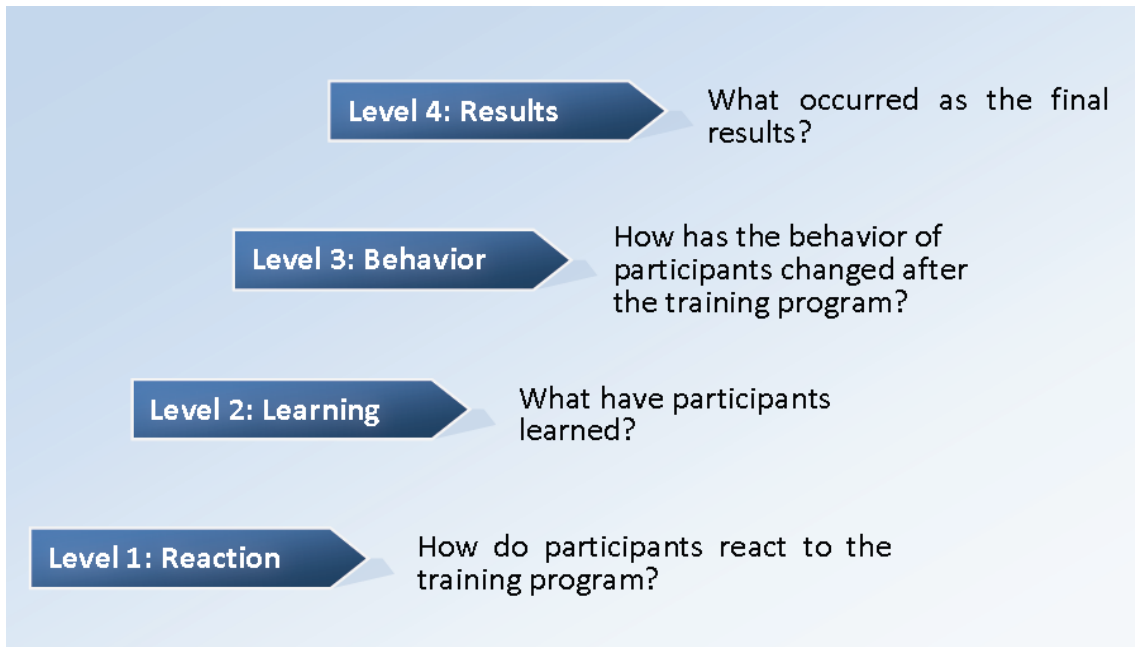 Level 4: Results
What occurred as the final
results?
Level 3: Behavior
How has the behavior of
participants changed after
the training program?
Level 2: Learning
What have participants
learned?
Level 1: Reaction
How do participants react to the
training program?